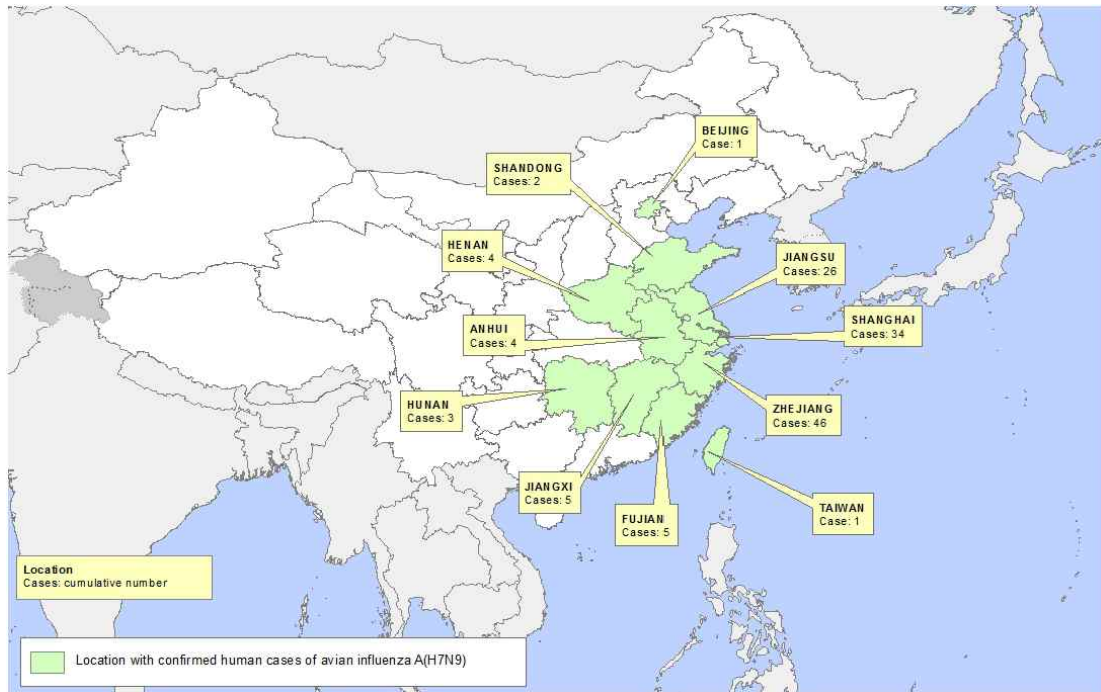 BEIJING
Case: 1
SHANDONG
Cases: 2
HENAN
Cases: 4
JIANGSU
Cases: 26
ANHUI
Cases: 4
SHANGHAI
Cases: 34
HUNAN
Cases: 3
ZHEJIANG
Cases: 46
JIANGXI
Cases: 5
FUJIAN
Cases: 5
TAIWAN
Case: 1
Location
Cases: cumulative number
Location with confirmed human cases of avian influenza A(H7N9)